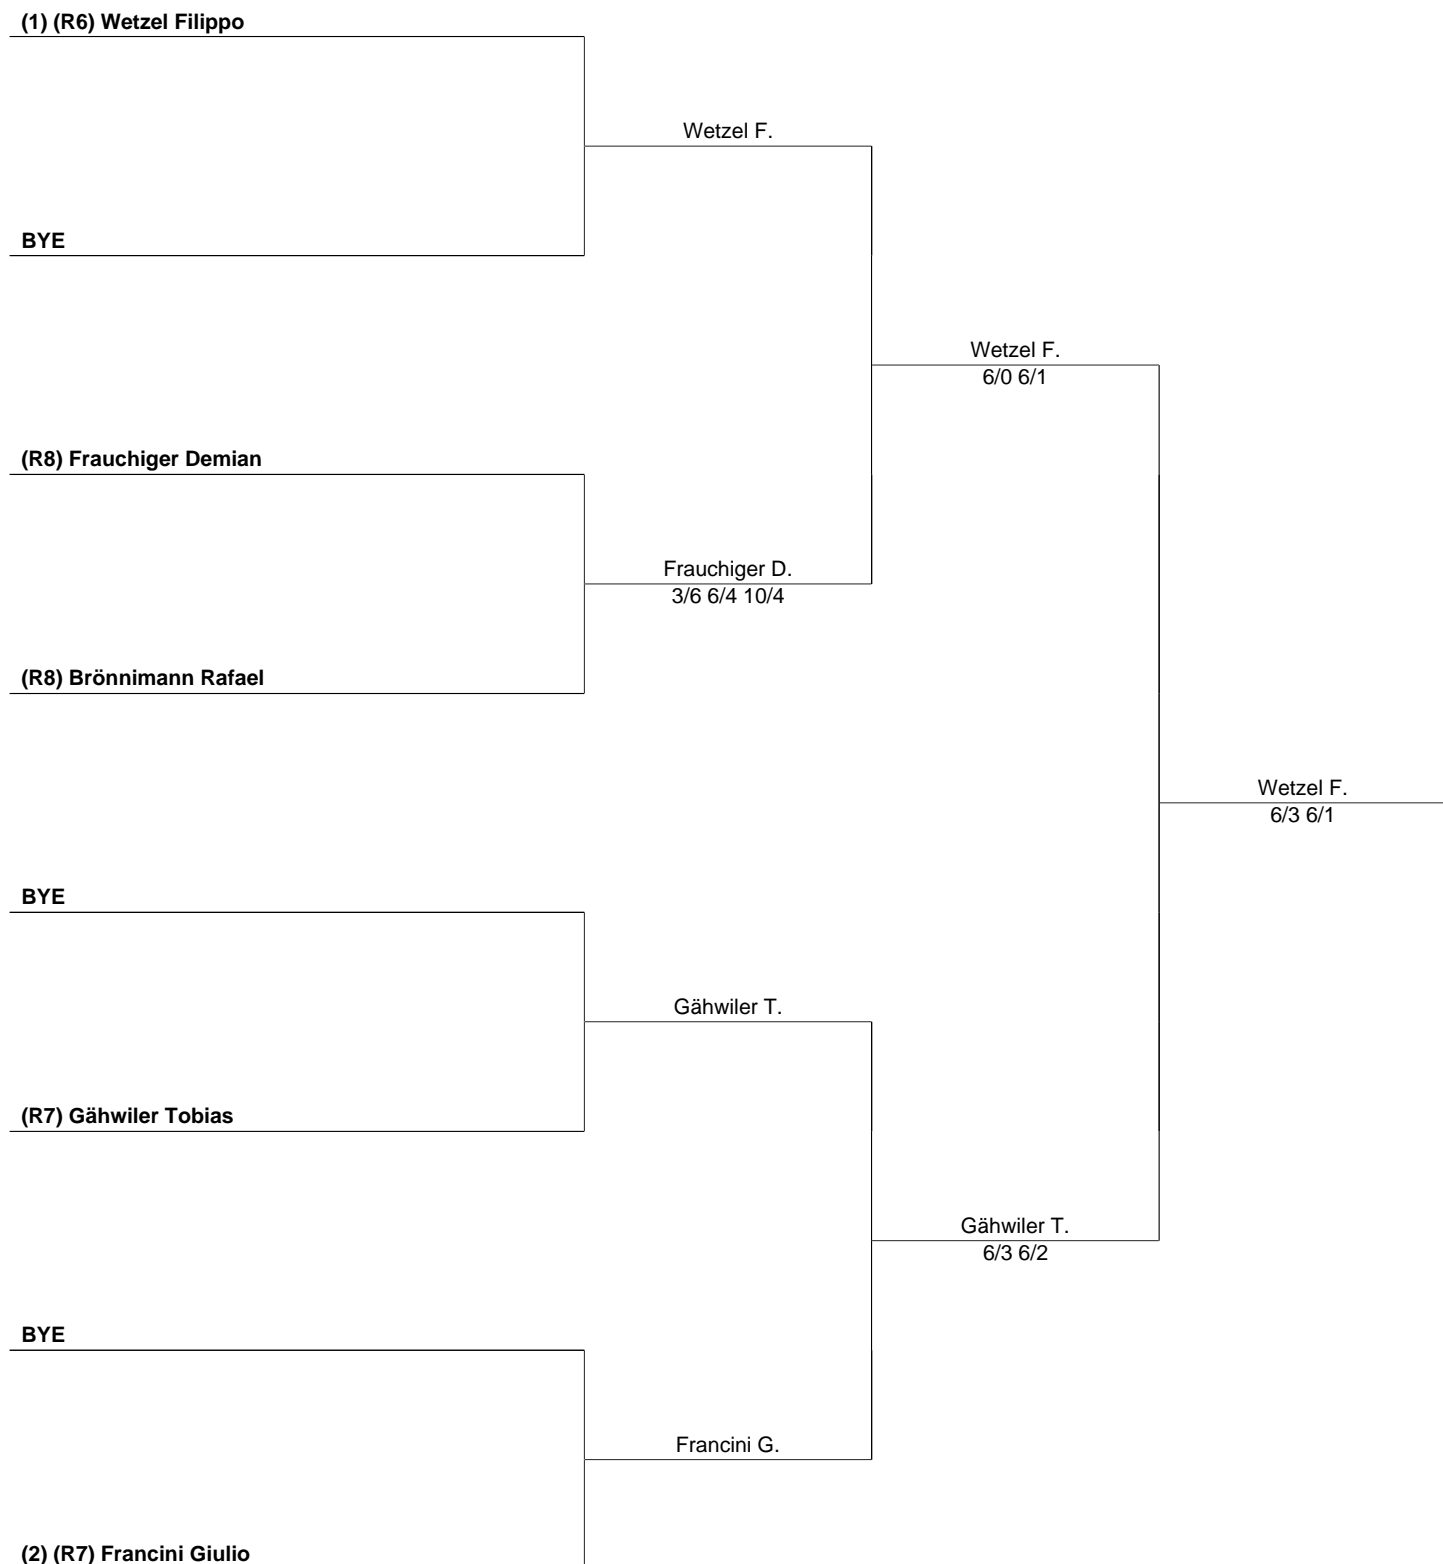 (1) (R6) Wetzel Filippo
Wetzel F.
BYE
Wetzel F.
6/0 6/1
(R8) Frauchiger Demian
Frauchiger D.
3/6 6/4 10/4
(R8) Brönnimann Rafael
Wetzel F.
6/3 6/1
BYE
Gähwiler T.
(R7) Gähwiler Tobias
Gähwiler T.
6/3 6/2
BYE
Francini G.
(2) (R7) Francini Giulio